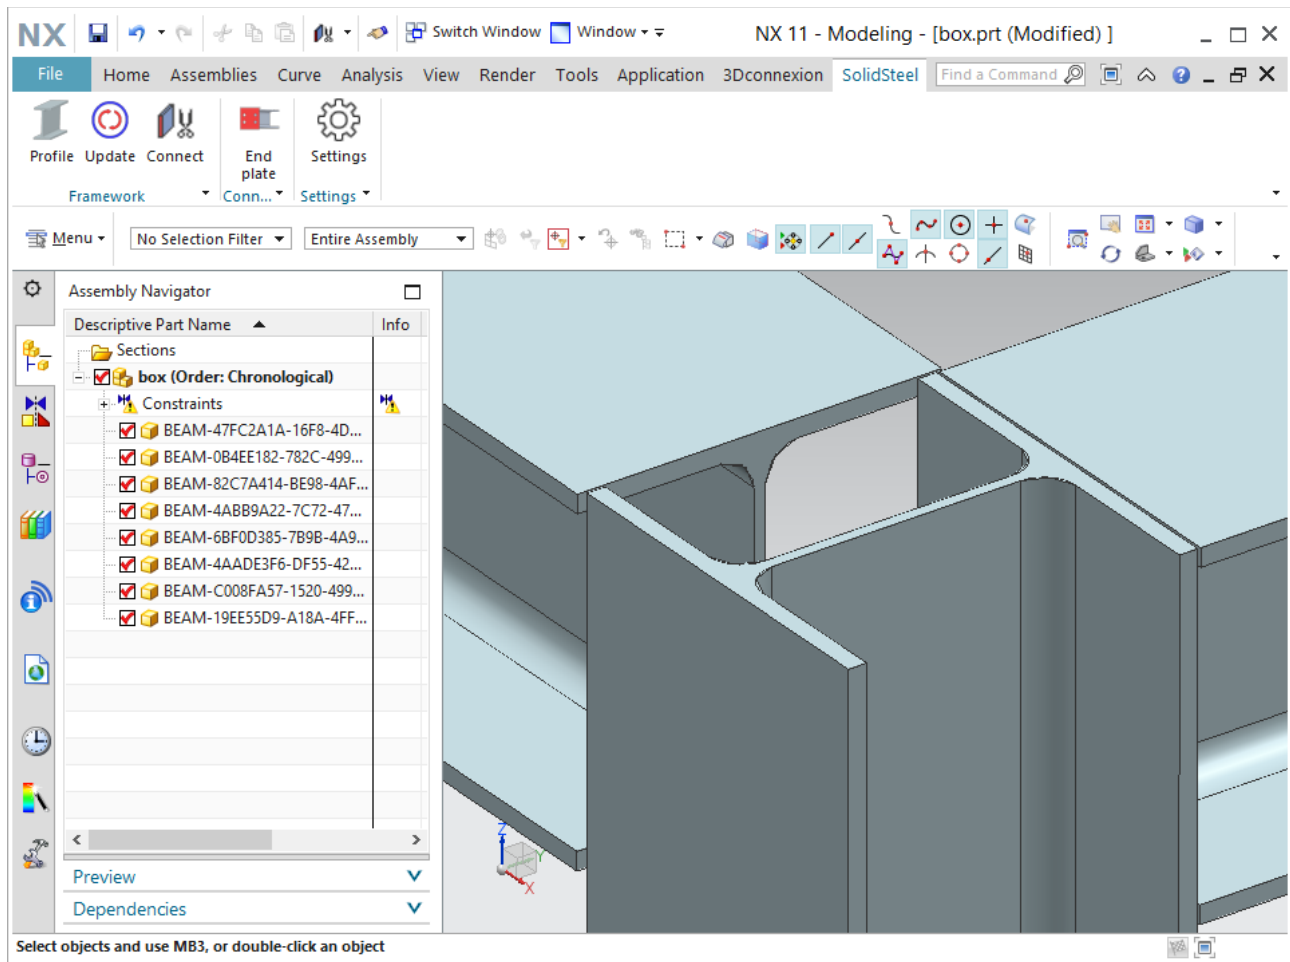 NX Switch Window Window NX 11 - Modeling - [box.prt (Modified) ]
File Home Assemblies Curve Analysis View Render Tools Application 3Dconnexion SolidSteel Find a Command
Profile Update Connect End plate Settings
Framework Conn... Settings
Menu No Selection Filter Entire Assembly
Assembly Navigator
Descriptive Part Name Info
Sections
box (Order: Chronological)
Constraints
BEAM-47FC2A1A-16F8-4D...
BEAM-0B4EE182-782C-499...
BEAM-82C7A414-BE98-4AF...
BEAM-4ABB9A22-7C72-47...
BEAM-6BF0D385-7B9B-4A9...
BEAM-4AADE3F6-DF55-42...
BEAM-C008FA57-1520-499...
BEAM-19EE55D9-A18A-4FF...
Z
Y
X
Preview
Dependencies
Select objects and use MB3, or double-click an object